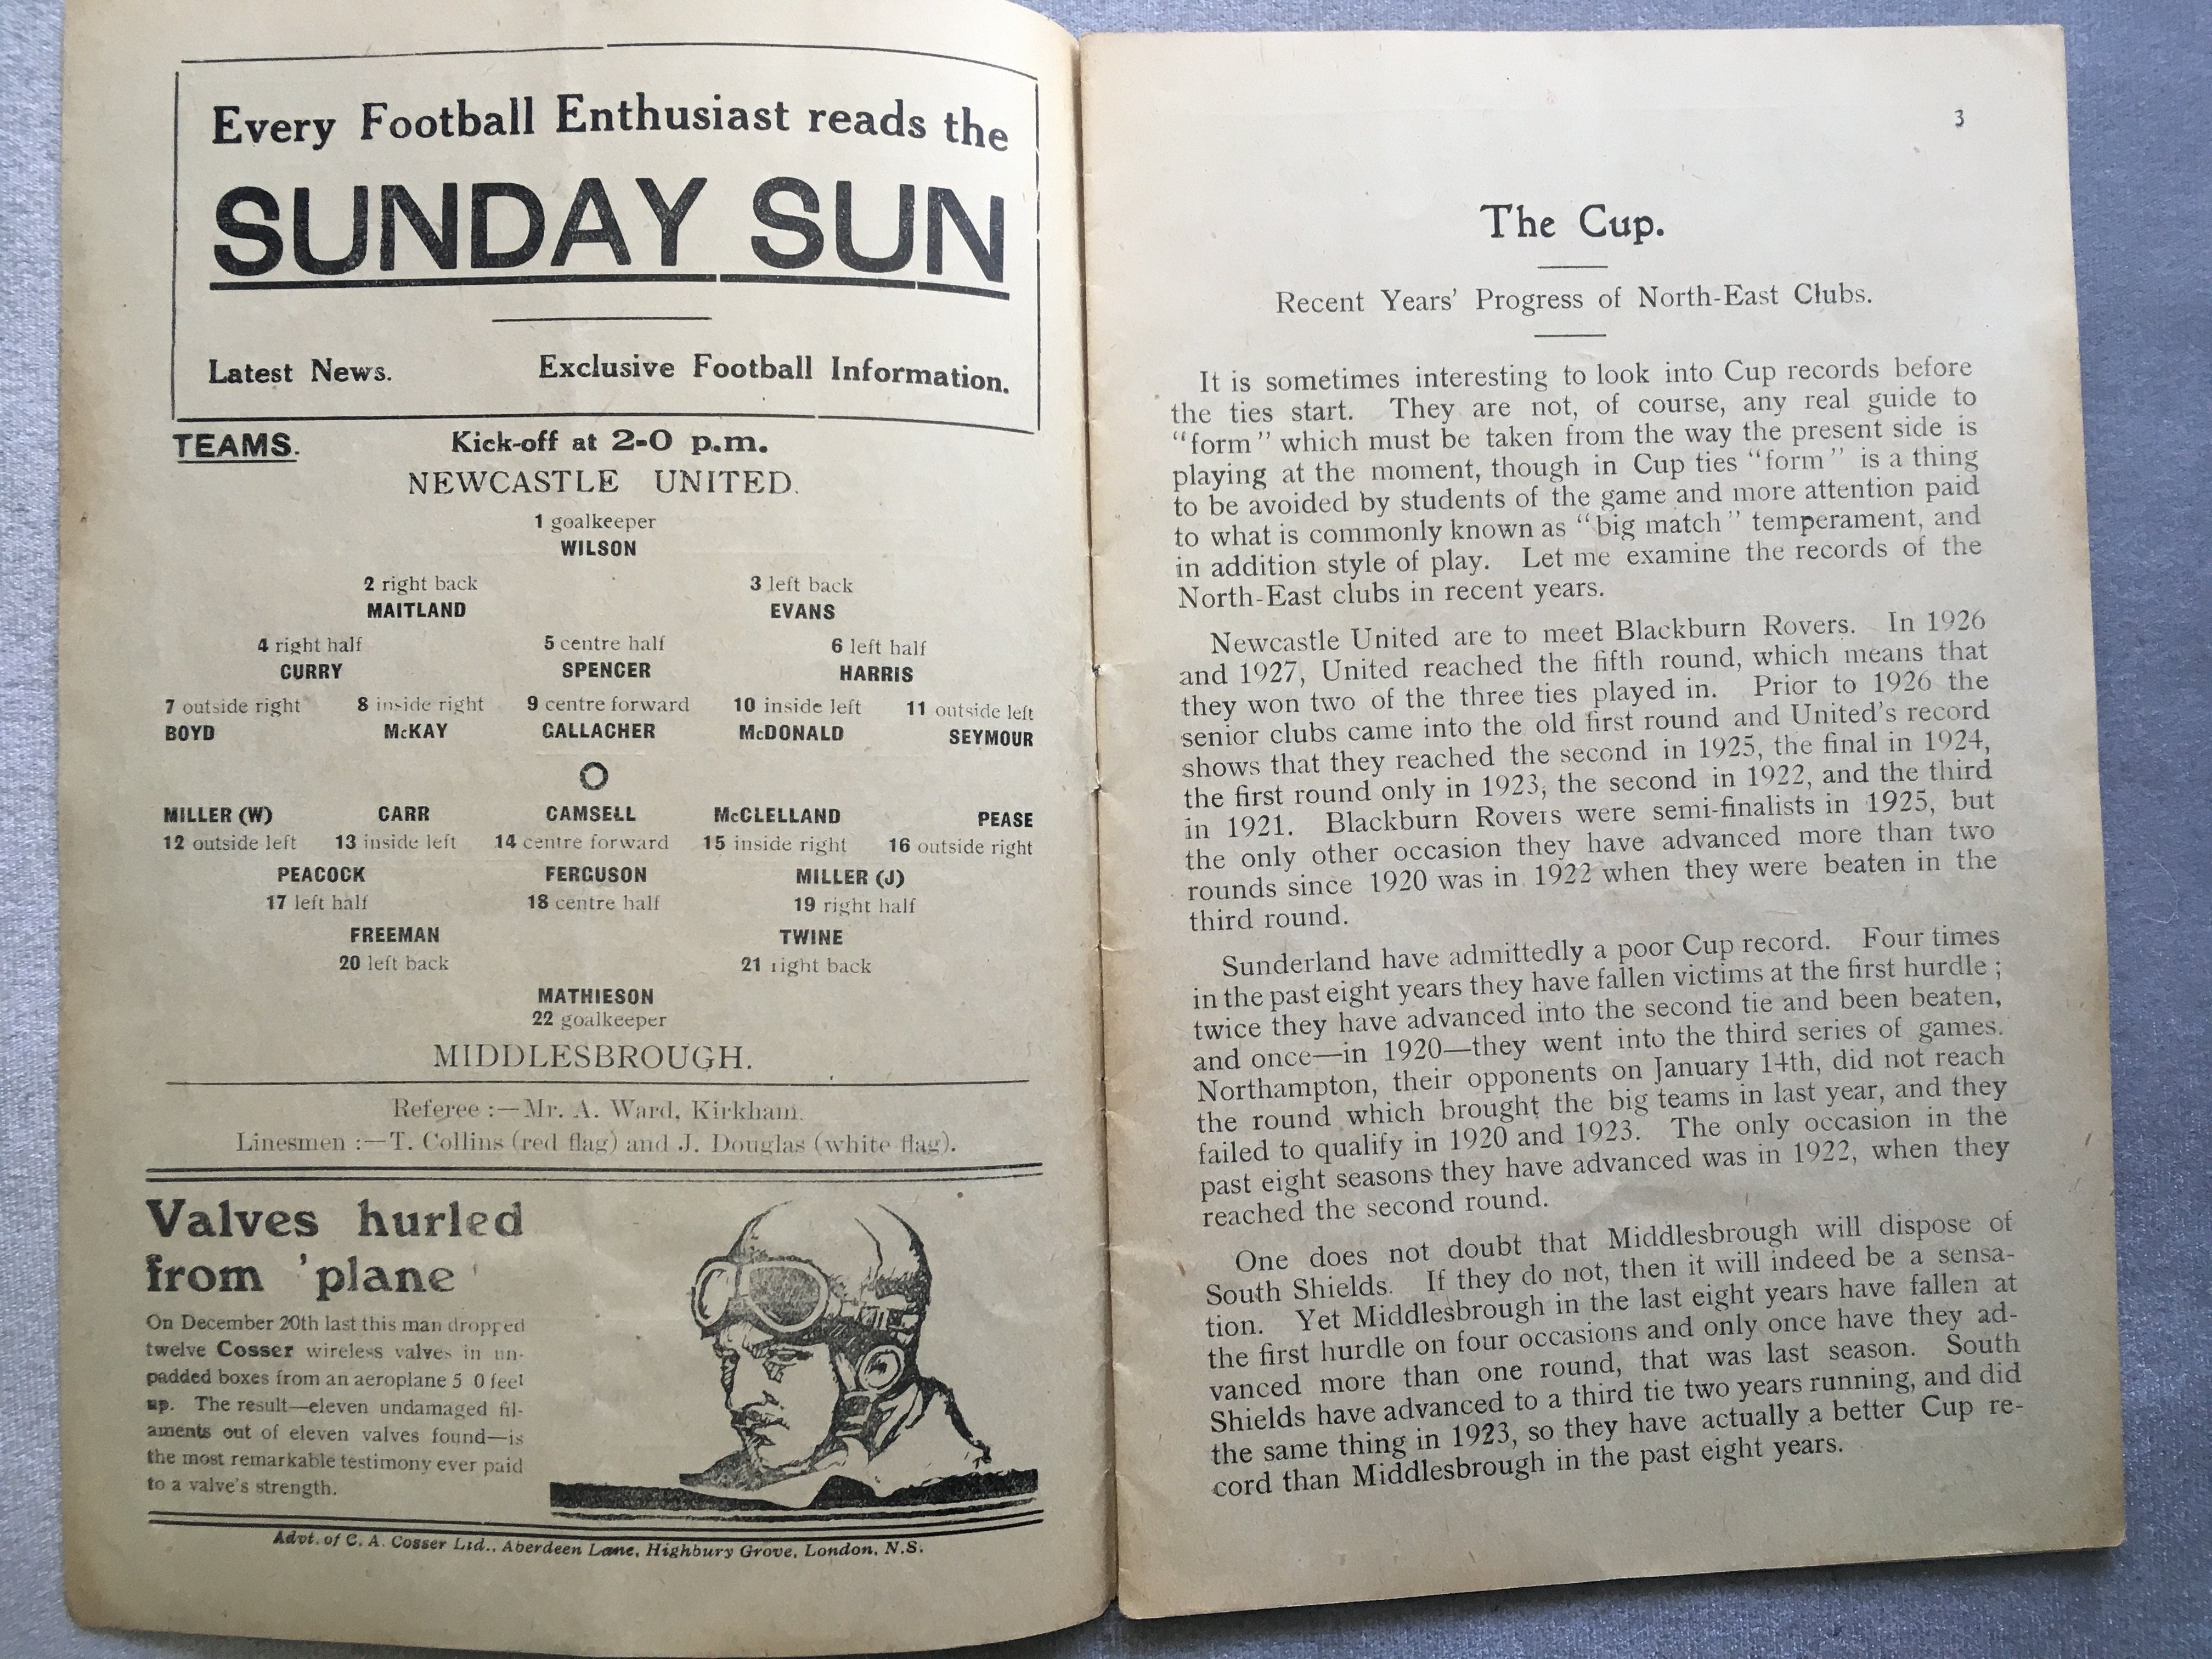 Every Football Enthusiast reads the
SUNDAY SUN
Latest News. Exclusive Football Information.
TEAMS. Kick-off at 2-0 p.m.
NEWCASTLE UNITED.
1 goalkeeper
WILSON
2 right back 3 left back
MAITLAND EVANS
4 right half 5 centre half 6 left half
CURRY SPENCER HARRIS
7 outside right 8 inside right 9 centre forward 10 inside left 11 outside left
BOYD McKAY GALLACHER McDONALD SEYMOUR
MILLER (W) CARR CAMSELL McCLELLAND PEASE
12 outside left 13 inside left 14 centre forward 15 inside right 16 outside right
PEACOCK FERGUSON MILLER (J)
17 left half 18 centre half 19 right half
FREEMAN TWINE
20 left back 21 right back
MATHIESON
22 goalkeeper
MIDDLESBROUGH.
Referee :—Mr. A. Ward, Kirkham.
Linesmen :—T. Collins (red flag) and J. Douglas (white flag).
Valves hurled
from 'plane
On December 20th last this man dropped
twelve Cosser wireless valves in un-
padded boxes from an aeroplane 5 0 feet
up. The result—eleven undamaged fil-
aments out of eleven valves found—is
the most remarkable testimony ever paid
to a valve's strength.
Advt. of C. A. Cosser Ltd., Aberdeen Lane, Highbury Grove, London, N.S.
3
The Cup.
Recent Years' Progress of North-East Clubs.
It is sometimes interesting to look into Cup records before
the ties start. They are not, of course, any real guide to
“form” which must be taken from the way the present side is
playing at the moment, though in Cup ties “form” is a thing
to be avoided by students of the game and more attention paid
to what is commonly known as “big match” temperament, and
in addition style of play. Let me examine the records of the
North-East clubs in recent years.
Newcastle United are to meet Blackburn Rovers. In 1926
and 1927, United reached the fifth round, which means that
they won two of the three ties played in. Prior to 1926 the
senior clubs came into the old first round and United's record
shows that they reached the second in 1925, the final in 1924,
the first round only in 1923, the second in 1922, and the third
in 1921. Blackburn Rovers were semi-finalists in 1925, but
the only other occasion they have advanced more than two
rounds since 1920 was in 1922 when they were beaten in the
third round.
Sunderland have admittedly a poor Cup record. Four times
in the past eight years they have fallen victims at the first hurdle ;
twice they have advanced into the second tie and been beaten,
and once—in 1920—they went into the third series of games.
Northampton, their opponents on January 14th, did not reach
the round which brought the big teams in last year, and they
failed to qualify in 1920 and 1923. The only occasion in the
past eight seasons they have advanced was in 1922, when they
reached the second round.
One does not doubt that Middlesbrough will dispose of
South Shields. If they do not, then it will indeed be a sensa-
tion. Yet Middlesbrough in the last eight years have fallen at
the first hurdle on four occasions and only once have they ad-
vanced more than one round, that was last season. South
Shields have advanced to a third tie two years running, and did
the same thing in 1923, so they have actually a better Cup re-
cord than Middlesbrough in the past eight years.